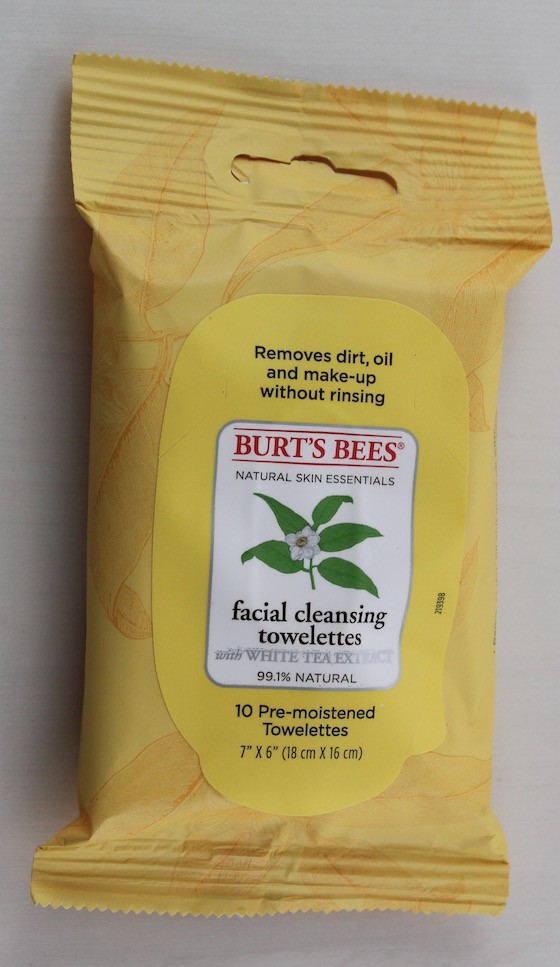 Removes dirt, oil
and make-up
without rinsing
BURT'S BEES®
NATURAL SKIN ESSENTIALS
facial cleansing
towelettes
with WHITE TEA EXTRACT
99.1% NATURAL
219398
10 Pre-moistened
Towelettes
7" X 6" (18 cm X 16 cm)